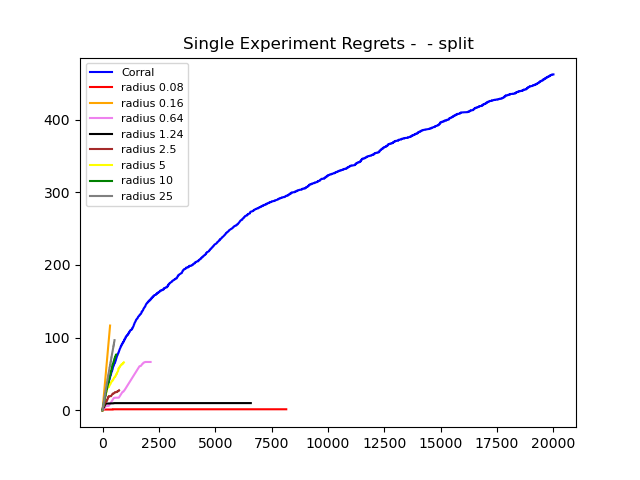 Single Experiment Regrets -  - split
Corral
radius 0.08
radius 0.16
radius 0.64
radius 1.24
radius 2.5
radius 5
radius 10
radius 25
400
300
200
100
0
0 2500 5000 7500 10000 12500 15000 17500 20000